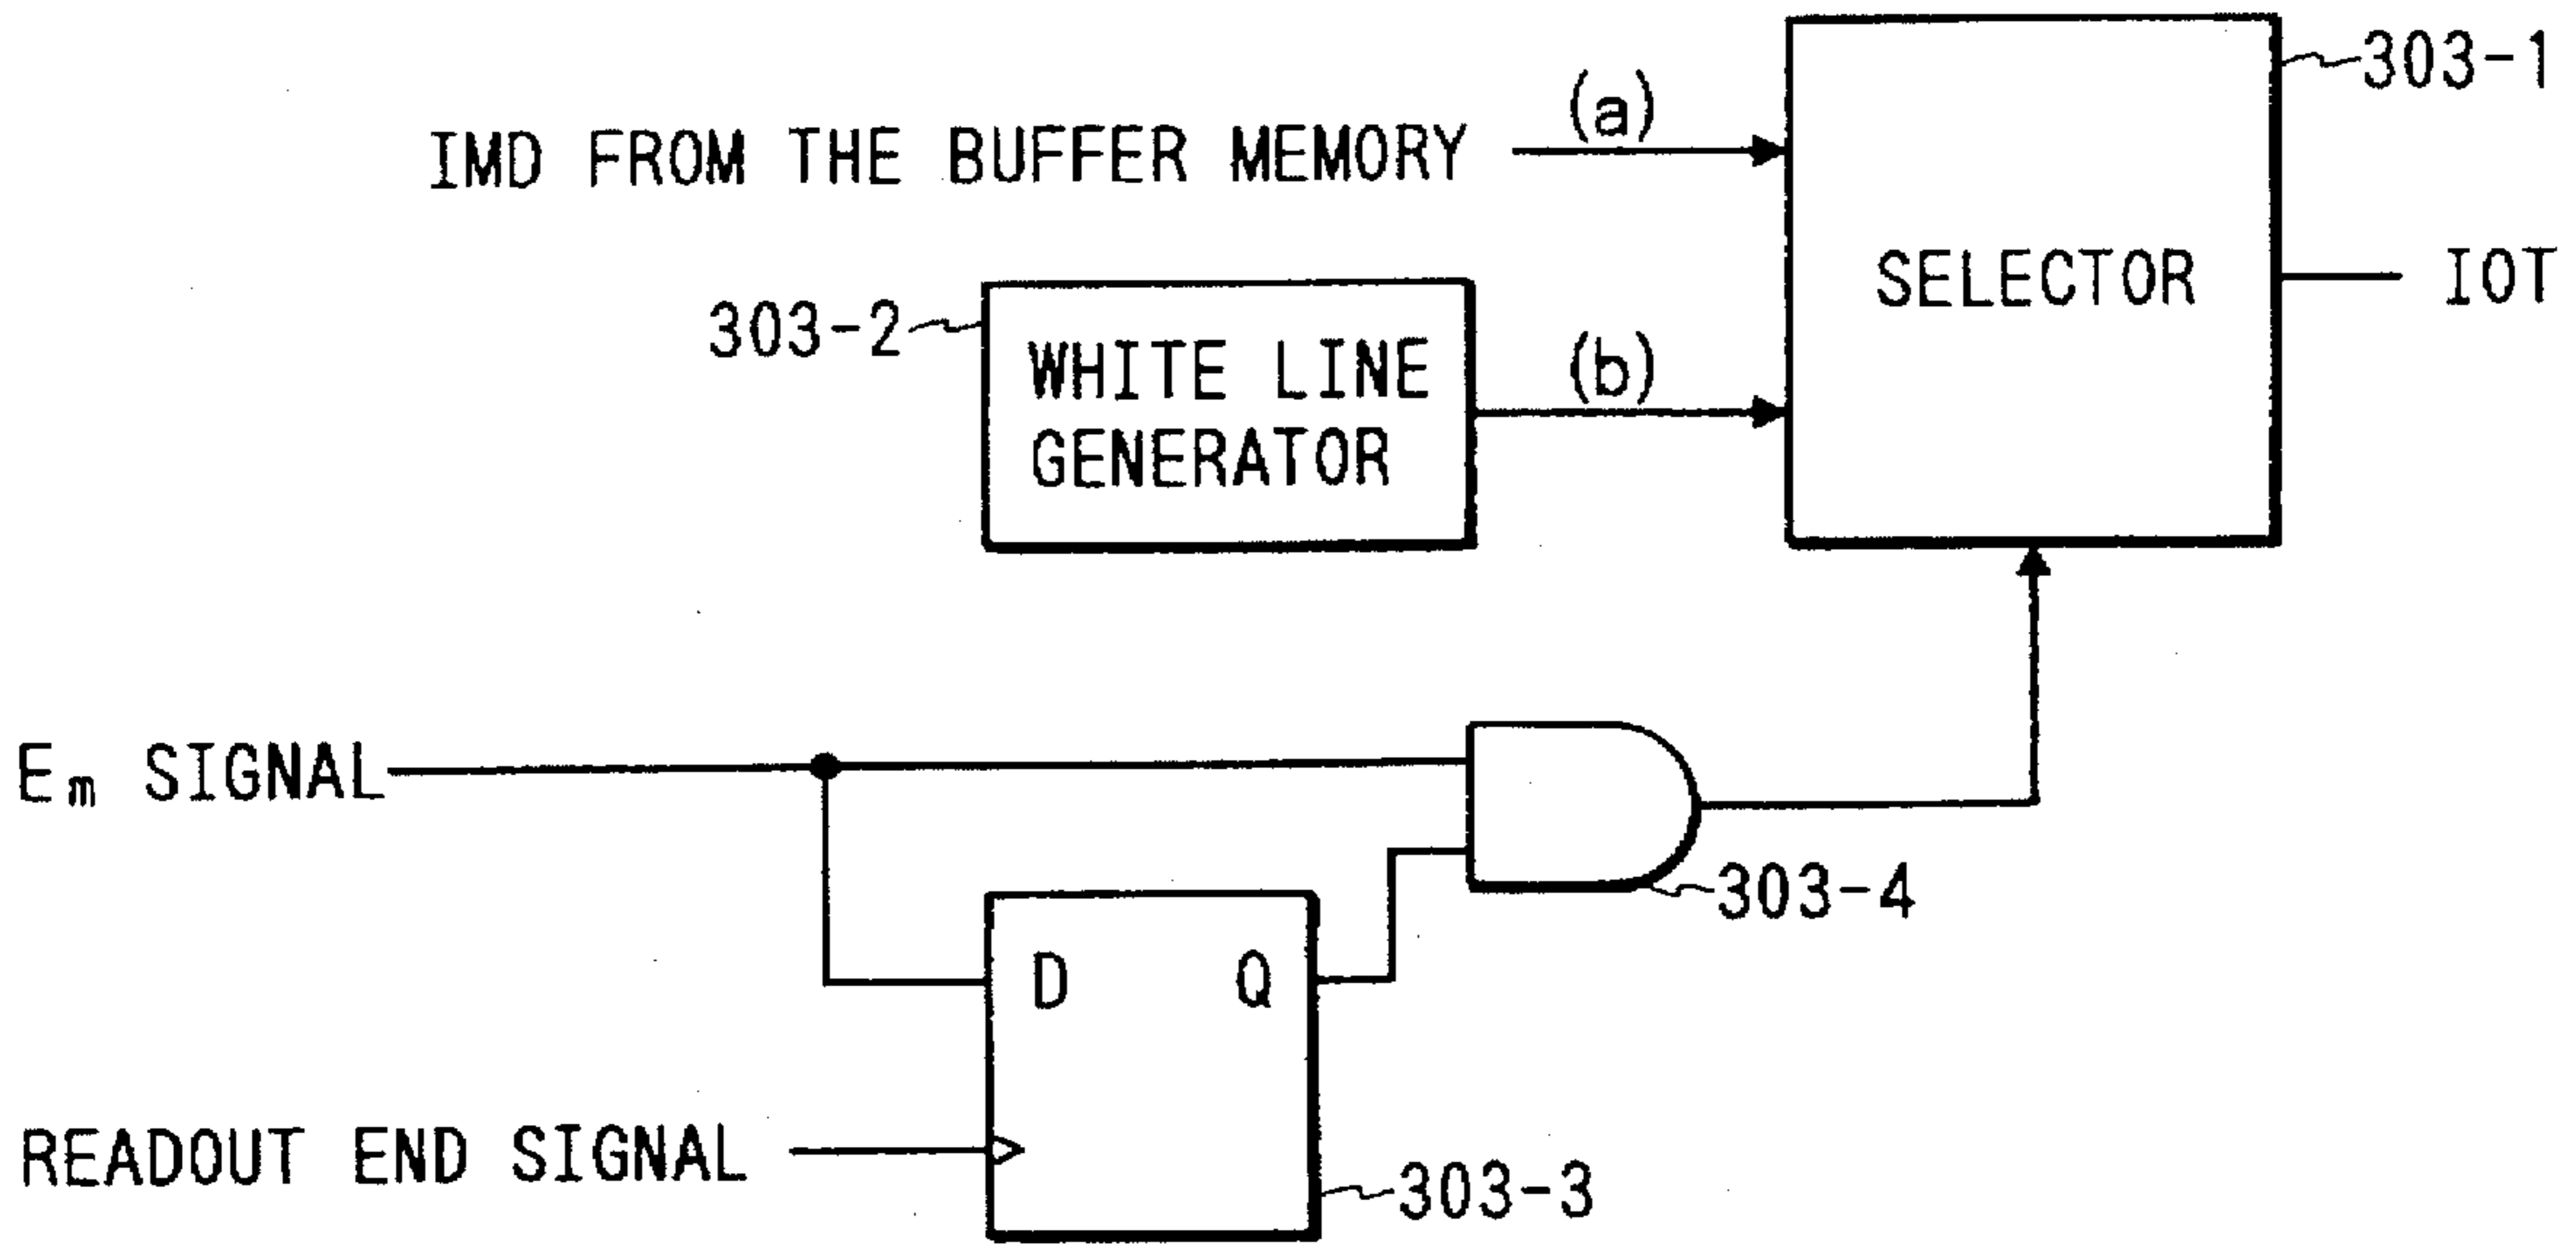 303-1
(a)
IMD FROM THE BUFFER MEMORY
SELECTOR
IOT
303-2
(b)
WHITE LINE
GENERATOR
Em SIGNAL
303-4
D Q
READOUT END SIGNAL
303-3